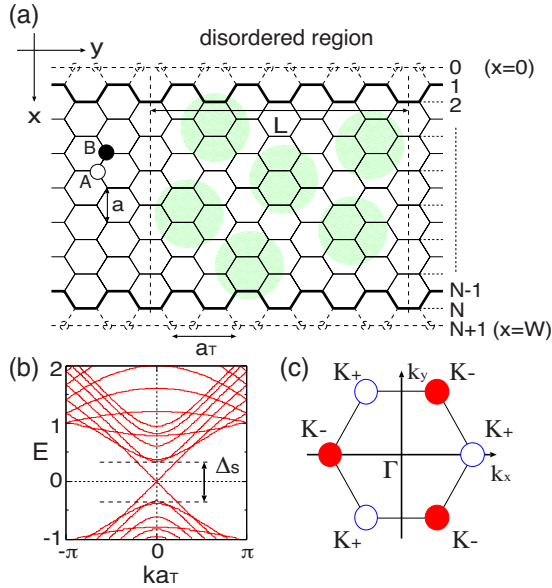 (a)
disordered region
y
x
0 (x=0)
1
2
L
B
A
a
N-1
N
N+1 (x=W)
aT
(b)
2
1
E
0
-1
Δs
-π 0 π
kaT
(c)
ky
K+ K-
K- K+
Γ
kx
K+ K-